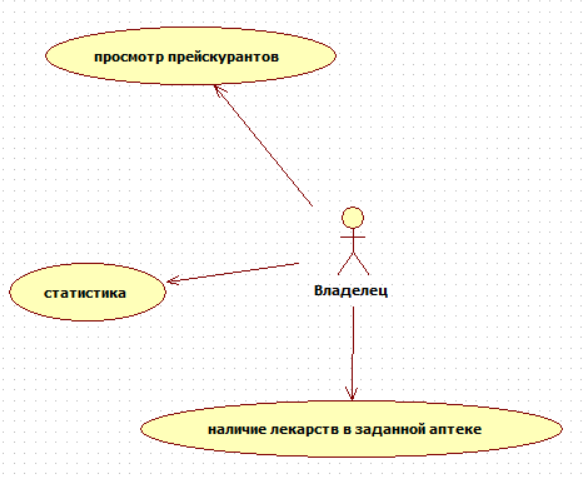 просмотр прейскурантов
статистика
Владелец
наличие лекарств в заданной аптеке